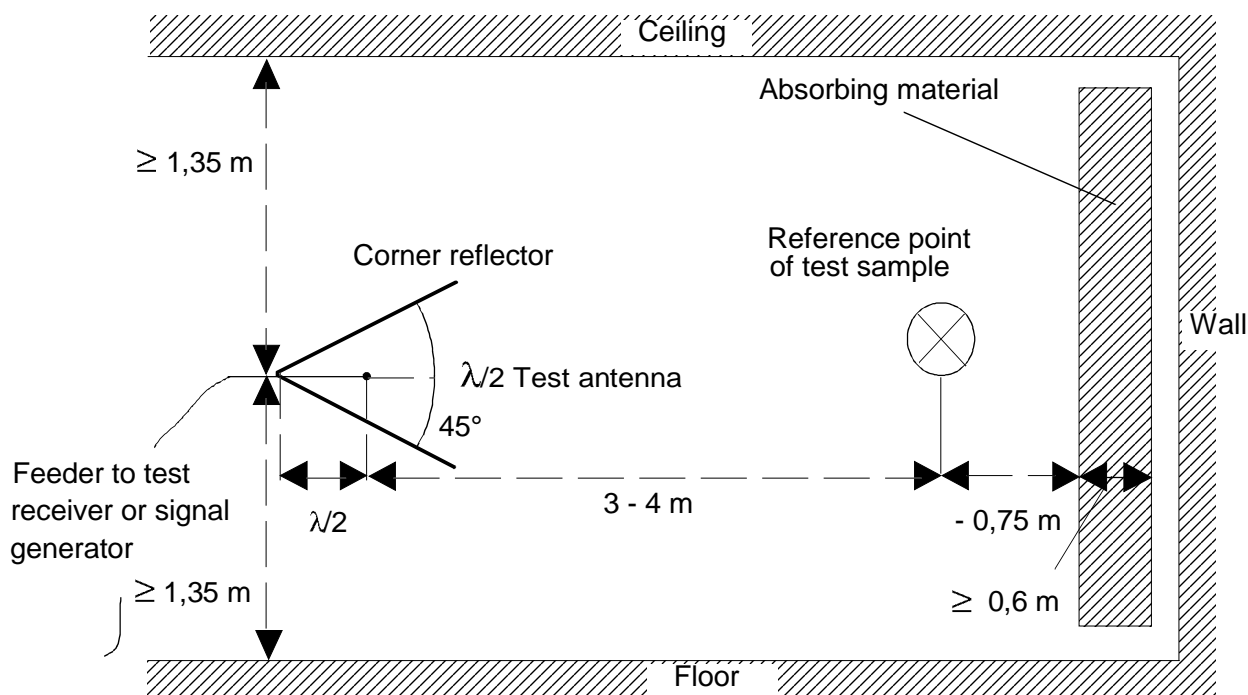 Ceiling
Absorbing material
≥ 1,35 m
Corner reflector
Reference point
of test sample
Wall
λ/2 Test antenna
45°
Feeder to test
receiver or signal
generator
λ/2
3 - 4 m
- 0,75 m
≥ 1,35 m
≥ 0,6 m
Floor